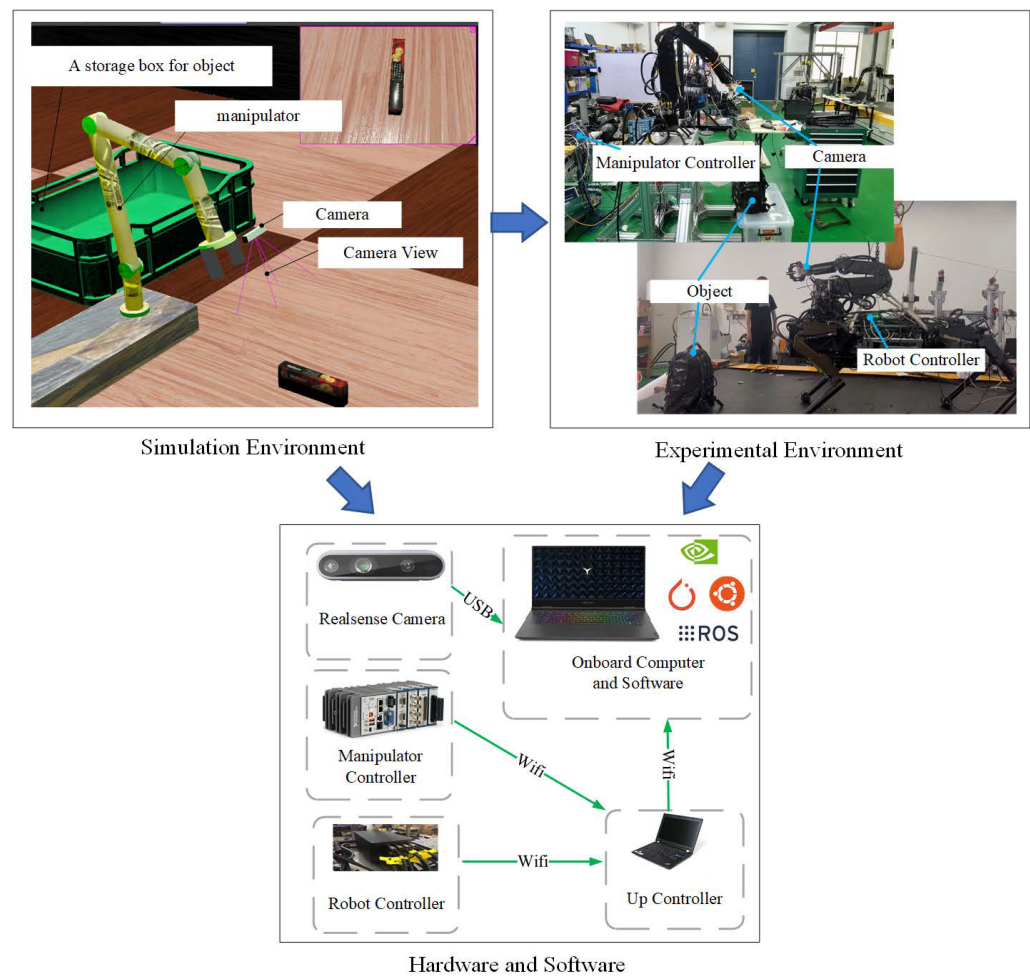 A storage box for object
manipulator
Camera
Camera View
Simulation Environment
Manipulator Controller
Camera
Object
Robot Controller
Experimental Environment
Realsense Camera
USB
ROS
Onboard Computer
and Software
Manipulator
Controller
Wifi
Wifi
Robot Controller
Wifi
Up Controller
Hardware and Software